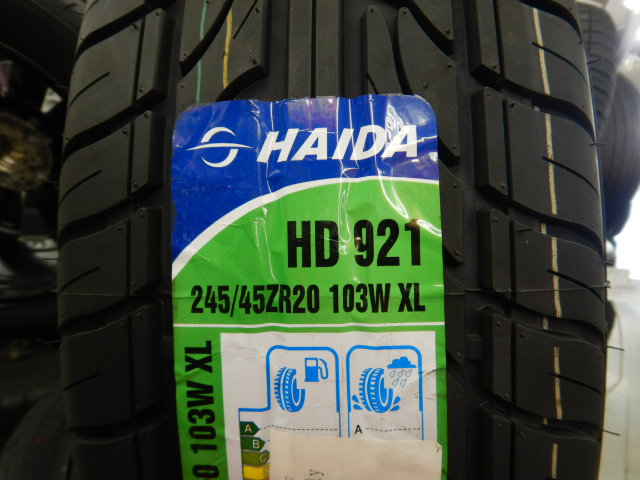 HAIDA ®
HD 921
245/45ZR20 103W XL
0 103W XL
A
B
C
A